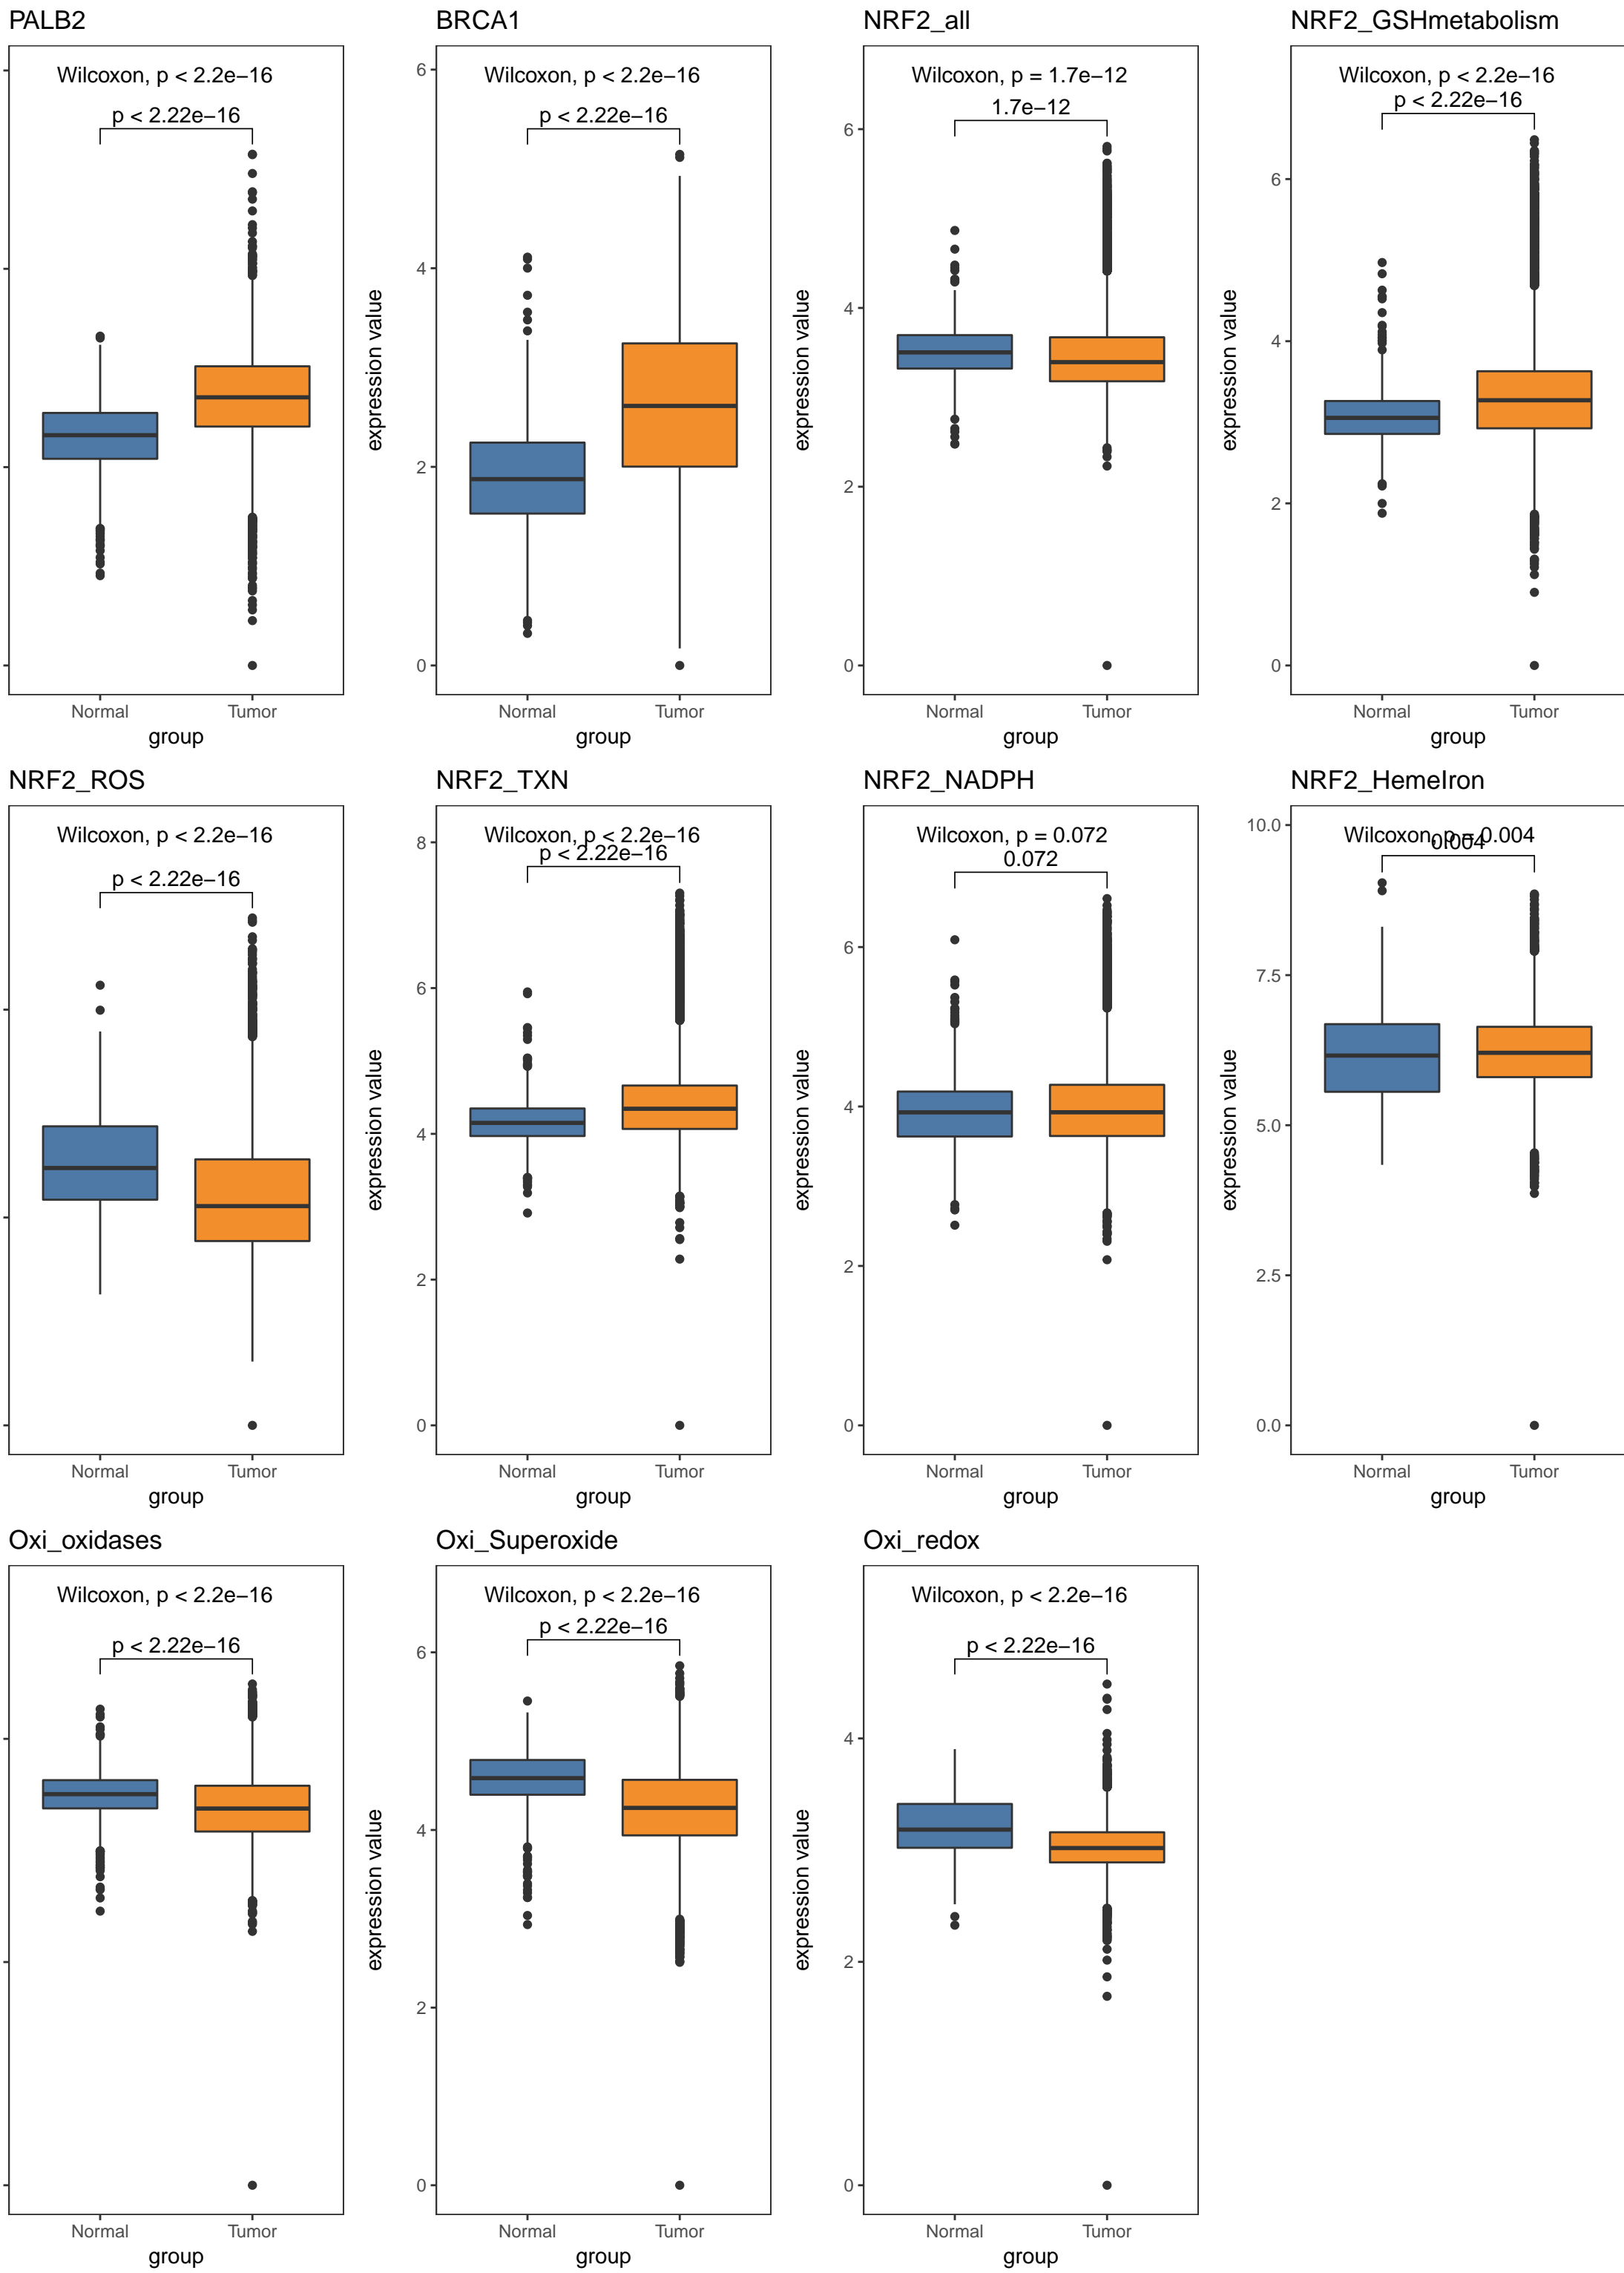 PALB2
Wilcoxon, p < 2.2e−16
p < 2.22e−16
Normal Tumor
group
BRCA1
Wilcoxon, p < 2.2e−16
p < 2.22e−16
expression value
6
4
2
0
Normal Tumor
group
NRF2_all
Wilcoxon, p = 1.7e−12
1.7e−12
expression value
6
4
2
0
Normal Tumor
group
NRF2_GSHmetabolism
Wilcoxon, p < 2.2e−16
p < 2.22e−16
expression value
6
4
2
0
Normal Tumor
group
NRF2_ROS
Wilcoxon, p < 2.2e−16
p < 2.22e−16
Normal Tumor
group
NRF2_TXN
Wilcoxon, p < 2.2e−16
p < 2.22e−16
expression value
8
6
4
2
0
Normal Tumor
group
NRF2_NADPH
Wilcoxon, p = 0.072
0.072
expression value
6
4
2
0
Normal Tumor
group
NRF2_HemeIron
Wilcoxon, p = 0.004
0.004
expression value
10.0
7.5
5.0
2.5
0.0
Normal Tumor
group
Oxi_oxidases
Wilcoxon, p < 2.2e−16
p < 2.22e−16
Normal Tumor
group
Oxi_Superoxide
Wilcoxon, p < 2.2e−16
p < 2.22e−16
expression value
6
4
2
0
Normal Tumor
group
Oxi_redox
Wilcoxon, p < 2.2e−16
p < 2.22e−16
expression value
4
2
0
Normal Tumor
group